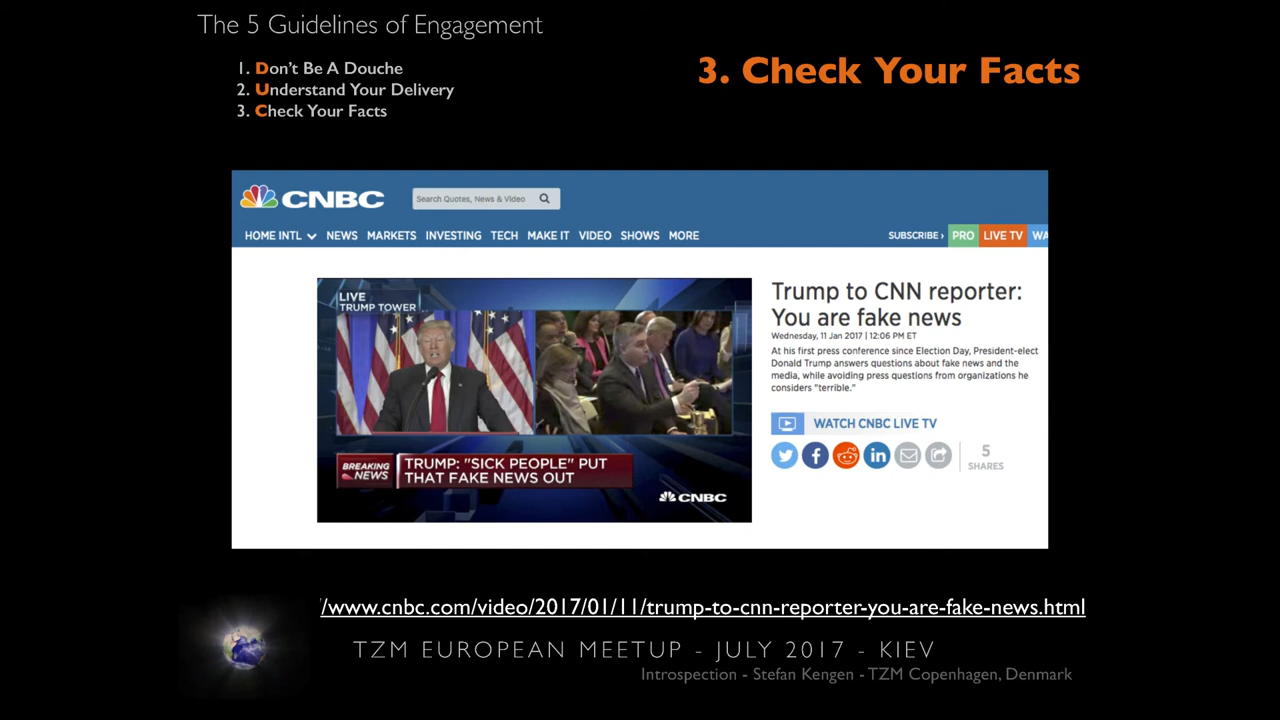 The 5 Guidelines of Engagement
1. Don't Be A Douche
2. Understand Your Delivery
3. Check Your Facts
3. Check Your Facts
CNBC
Search Quotes, News & Video
HOME INTL NEWS MARKETS INVESTING TECH MAKE IT VIDEO SHOWS MORE
SUBSCRIBE › PRO LIVE TV WA
LIVE
TRUMP TOWER
BREAKING NEWS
TRUMP: "SICK PEOPLE" PUT
THAT FAKE NEWS OUT
CNBC
Trump to CNN reporter:
You are fake news
Wednesday, 11 Jan 2017 | 12:06 PM ET
At his first press conference since Election Day, President-elect
Donald Trump answers questions about fake news and the
media, while avoiding press questions from organizations he
considers "terrible."
WATCH CNBC LIVE TV
5
SHARES
/www.cnbc.com/video/2017/01/11/trump-to-cnn-reporter-you-are-fake-news.html
TZM EUROPEAN MEETUP - JULY 2017 - KIEV
Introspection - Stefan Kengen - TZM Copenhagen, Denmark